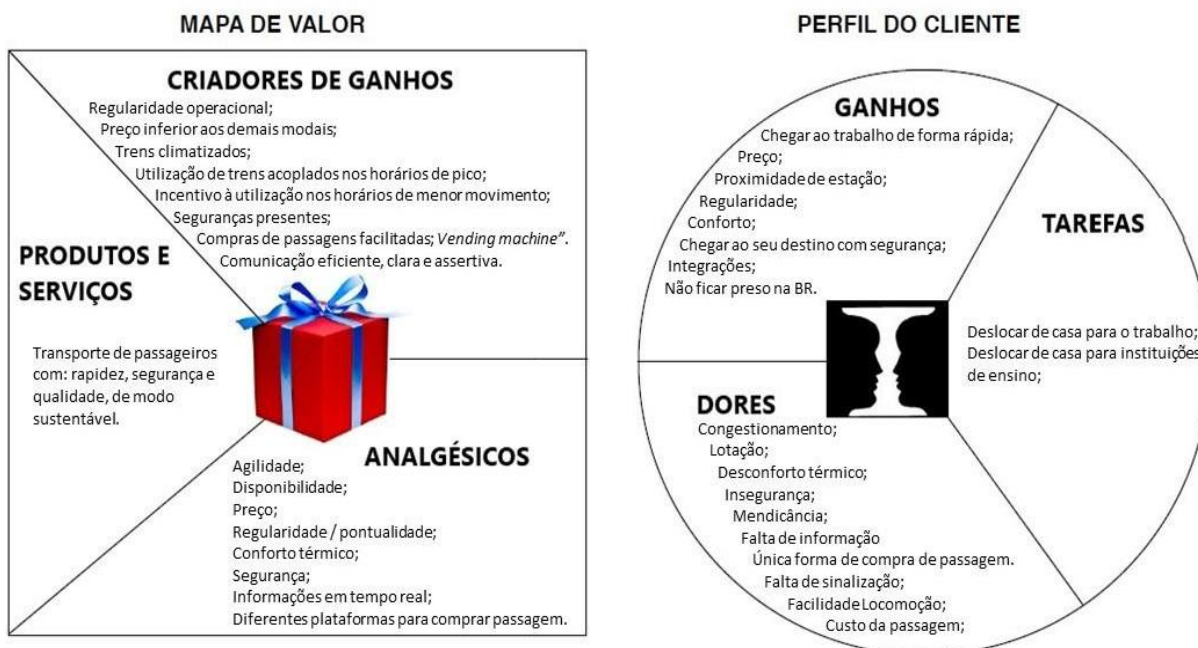 MAPA DE VALOR
CRIADORES DE GANHOS
Regularidade operacional;
Preço inferior aos demais modais;
Trens climatizados;
Utilização de trens acoplados nos horários de pico;
Incentivo à utilização nos horários de menor movimento;
Seguranças presentes;
Compras de passagens facilitadas; Vending machine”.
Comunicação eficiente, clara e assertiva.
PRODUTOS E
SERVIÇOS
Transporte de passageiros
com: rapidez, segurança e
qualidade, de modo
sustentável.
ANALGÉSICOS
Agilidade;
Disponibilidade;
Preço;
Regularidade / pontualidade;
Conforto térmico;
Segurança;
Informações em tempo real;
Diferentes plataformas para comprar passagem.
PERFIL DO CLIENTE
GANHOS
Chegar ao trabalho de forma rápida;
Preço;
Proximidade de estação;
Regularidade;
Conforto;
Chegar ao seu destino com segurança;
Integrações;
Não ficar preso na BR.
TAREFAS
Deslocar de casa para o trabalho;
Deslocar de casa para instituições
de ensino;
DORES
Congestionamento;
Lotação;
Desconforto térmico;
Insegurança;
Mendicância;
Falta de informação
Única forma de compra de passagem.
Falta de sinalização;
Facilidade Locomoção;
Custo da passagem;